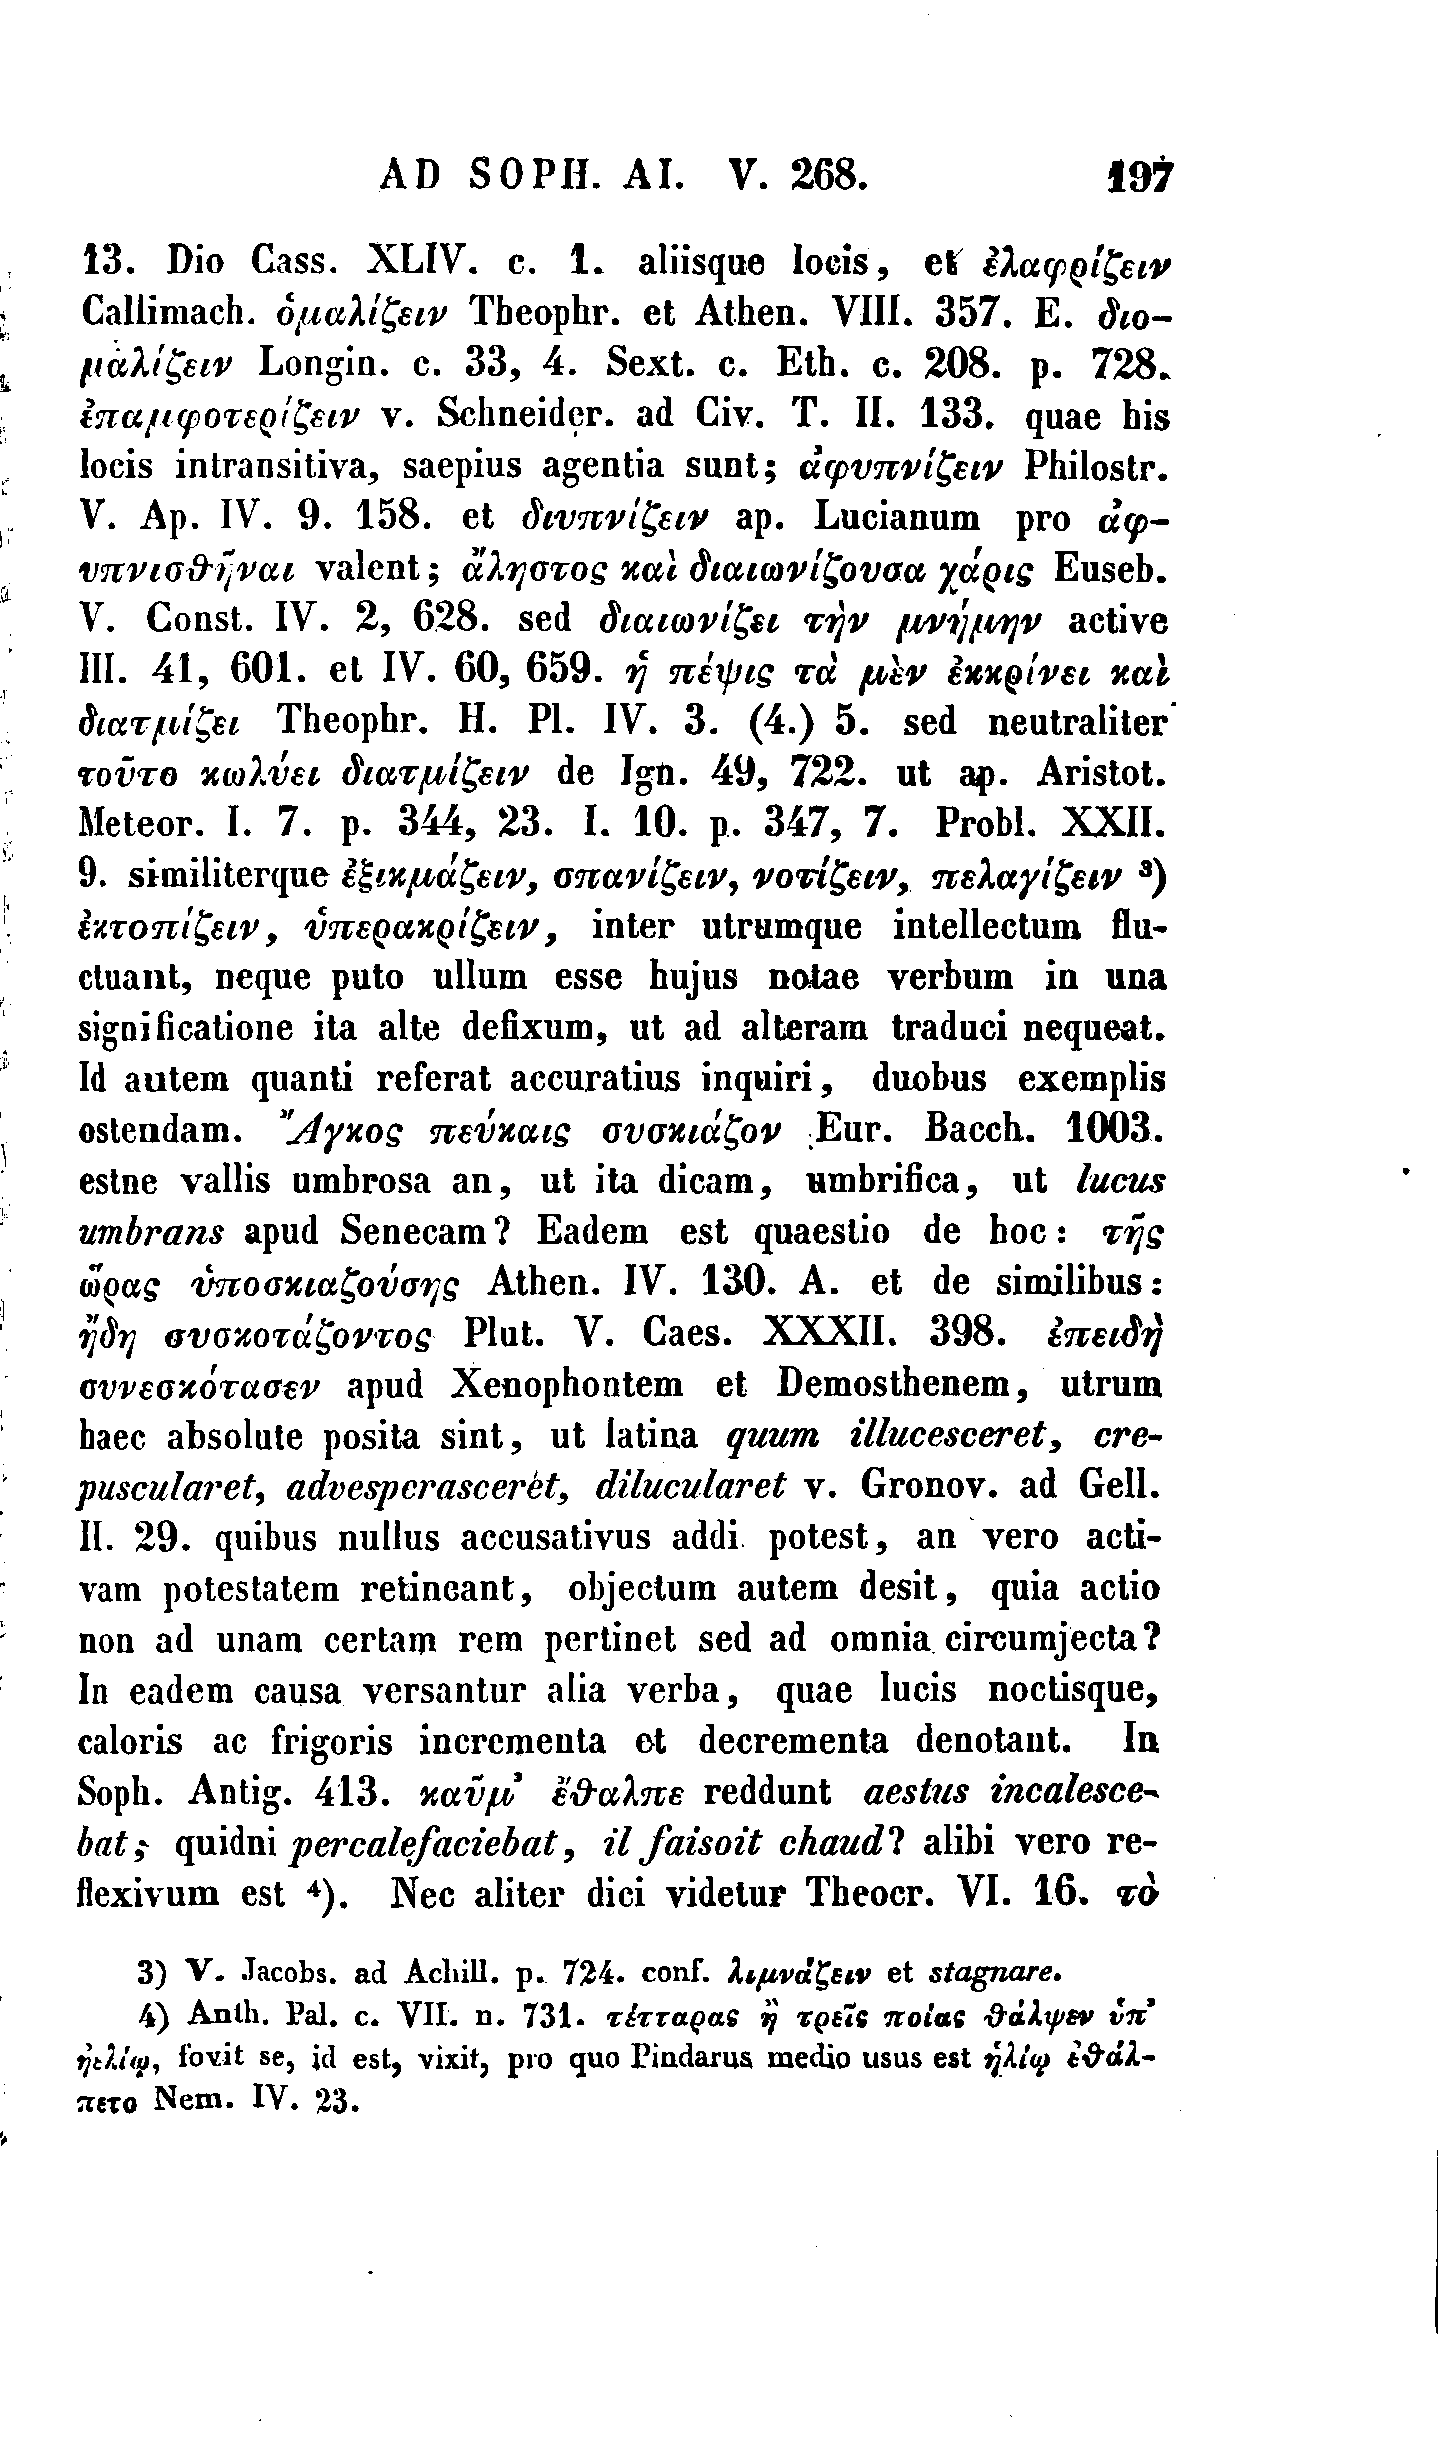 AD SOPH. AI. V. 268. 197
13. Dio Cass. XLIV. c. 1. aliisque locis, et ἐλαφρίζειν
Callimach. ὁμαλίζειν Theophr. et Athen. VIII. 357. E. διο-
μαλίζειν Longin. c. 33, 4. Sext. c. Eth. c. 208. p. 728.
ἐπαμφοτερίζειν v. Schneider. ad Civ. T. II. 133. quae his
locis intransitiva, saepius agentia sunt; ἀφυπνίζειν Philostr.
V. Ap. IV. 9. 158. et διυπνίζειν ap. Lucianum pro ἀφ-
υπνισθῆναι valent; ἄληστος καὶ διαιωνίζουσα χάρις Euseb.
V. Const. IV. 2, 628. sed διαιωνίζει τὴν μνήμην active
III. 41, 601. et IV. 60, 659. ἡ πέψις τὰ μὲν ἐκκρίνει καὶ
διατμίζει Theophr. H. Pl. IV. 3. (4.) 5. sed neutraliter
τοῦτο κωλύει διατμίζειν de Ign. 49, 722. ut ap. Aristot.
Meteor. I. 7. p. 344, 23. I. 10. p. 347, 7. Probl. XXII.
9. similiterque ἐξικμάζειν, σπανίζειν, νοτίζειν, πελαγίζειν ³)
ἐκτοπίζειν, ὑπερακρίζειν, inter utrumque intellectum flu-
ctuant, neque puto ullum esse hujus notae verbum in una
significatione ita alte defixum, ut ad alteram traduci nequeat.
Id autem quanti referat accuratius inquiri, duobus exemplis
ostendam. Ἄγκος πεύκαις συσκιάζον Eur. Bacch. 1003.
estne vallis umbrosa an, ut ita dicam, umbrifica, ut lucus
umbrans apud Senecam? Eadem est quaestio de hoc: τῆς
ὥρας ὑποσκιαζούσης Athen. IV. 130. A. et de similibus:
ἤδη συσκοτάζοντος Plut. V. Caes. XXXII. 398. ἐπειδὴ
συνεσκότασεν apud Xenophontem et Demosthenem, utrum
haec absolute posita sint, ut latina quum illucesceret, cre-
puscularet, advesperasceret, dilucularet v. Gronov. ad Gell.
II. 29. quibus nullus accusativus addi potest, an vero acti-
vam potestatem retineant, objectum autem desit, quia actio
non ad unam certam rem pertinet sed ad omnia circumjecta?
In eadem causa versantur alia verba, quae lucis noctisque,
caloris ac frigoris incrementa et decrementa denotant. In
Soph. Antig. 413. καῦμ’ ἔθαλπε reddunt aestus incalesce-
bat; quidni percalefaciebat, il faisoit chaud? alibi vero re-
flexivum est ⁴). Nec aliter dici videtur Theocr. VI. 16. τὸ
3) V. Jacobs. ad Achill. p. 724. conf. λιμνάζειν et stagnare.
4) Anth. Pal. c. VII. n. 731. τέτταρας ἢ τρεῖς ποίας θάλψεν ὑπ’
ἠελίῳ, fovit se, id est, vixit, pro quo Pindarus medio usus est ἡλίῳ ἐθάλ-
πετο Nem. IV. 23.